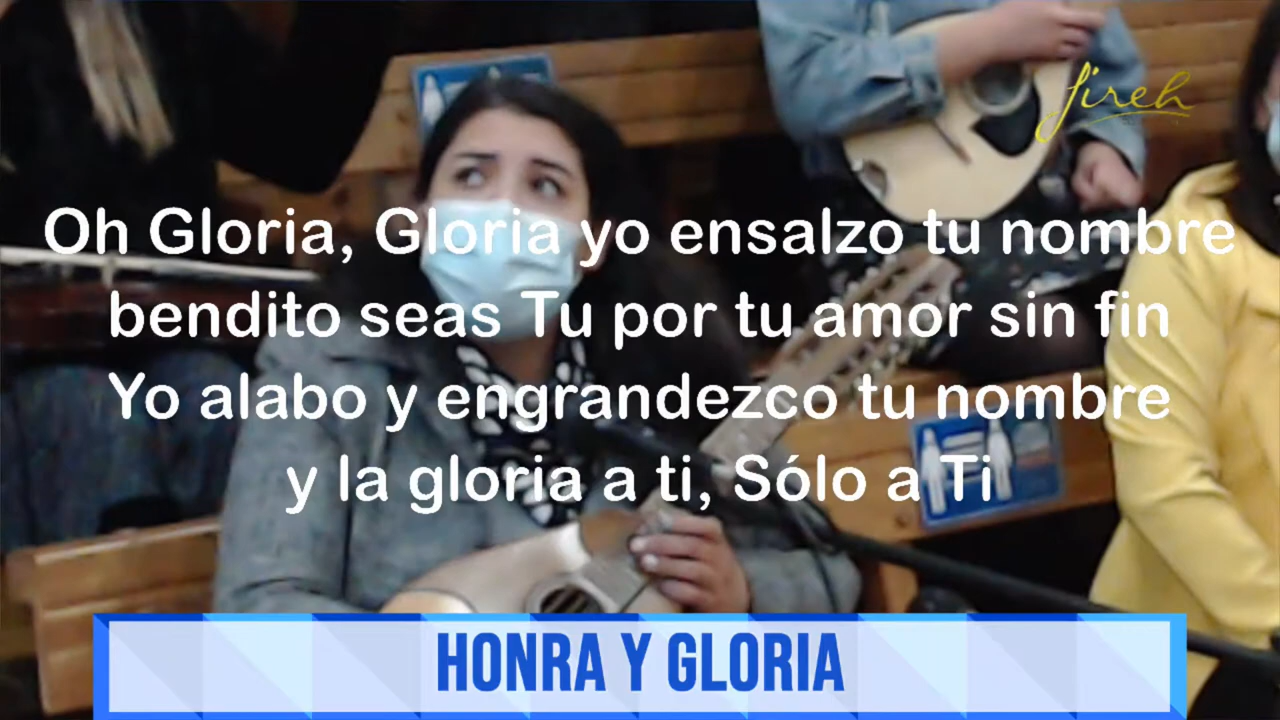 Jireh
Oh Gloria, Gloria yo ensalzo tu nombre
bendito seas Tu por tu amor sin fin
Yo alabo y engrandezco tu nombre
y la gloria a ti, Sólo a Ti
HONRA Y GLORIA